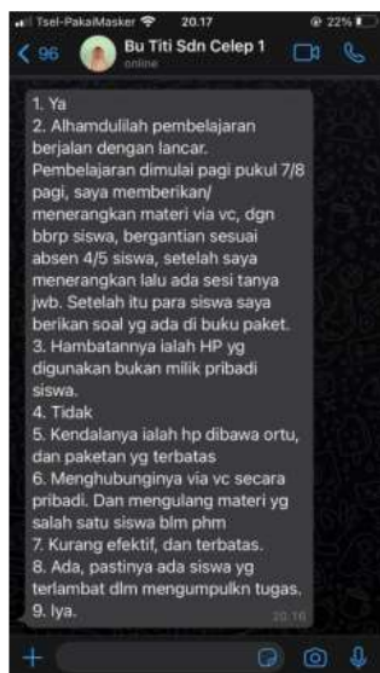 Tsel-PakaiMasker 20.17 22%
96 Bu Titi Sdn Celep 1
online
1. Ya
2. Alhamdulilah pembelajaran
berjalan dengan lancar.
Pembelajaran dimulai pagi pukul 7/8
pagi, saya memberikan/
menerangkan materi via vc, dgn
bbrp siswa, bergantian sesuai
absen 4/5 siswa, setelah saya
menerangkan lalu ada sesi tanya
jwb. Setelah itu para siswa saya
berikan soal yg ada di buku paket.
3. Hambatannya ialah HP yg
digunakan bukan milik pribadi
siswa.
4. Tidak
5. Kendalanya ialah hp dibawa ortu,
dan paketan yg terbatas
6. Menghubunginya via vc secara
pribadi. Dan mengulang materi yg
salah satu siswa blm phm
7. Kurang efektif, dan terbatas.
8. Ada, pastinya ada siswa yg
terlambat dlm mengumpulkn tugas.
9. Iya.
20.16